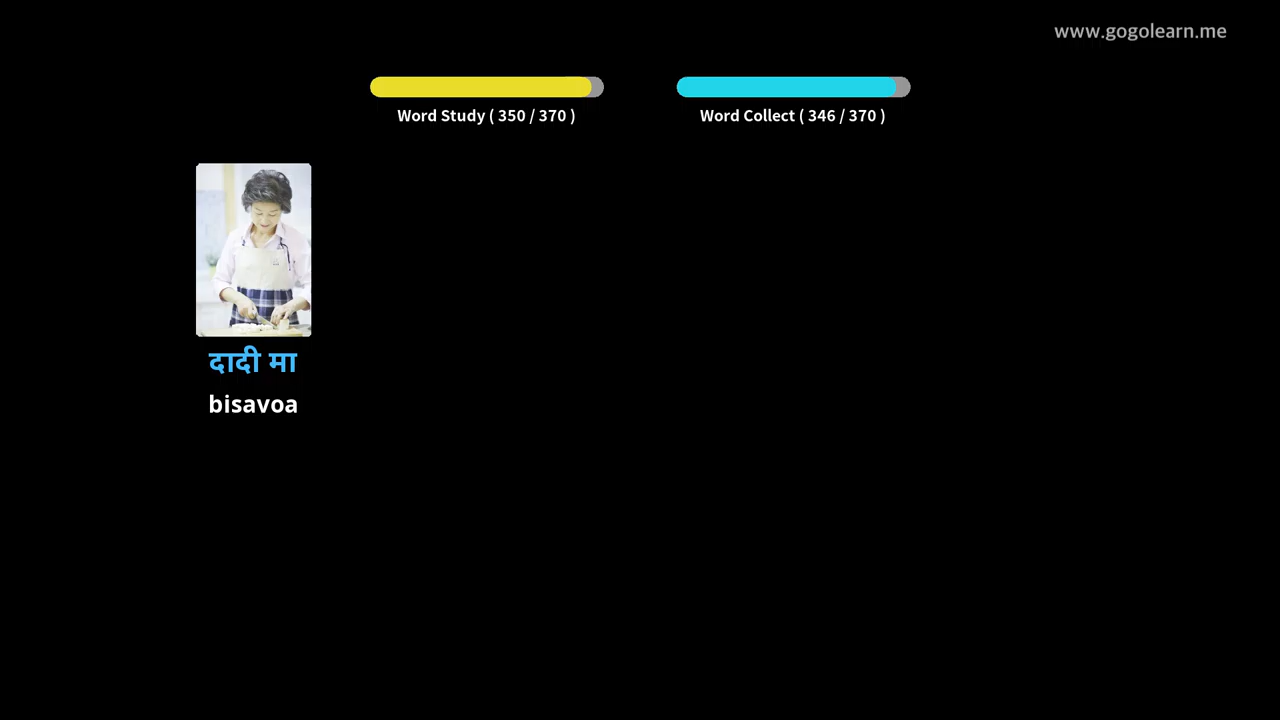 www.gogolearn.me
Word Study ( 350 / 370 )
Word Collect ( 346 / 370 )
दादी मा
bisavoa